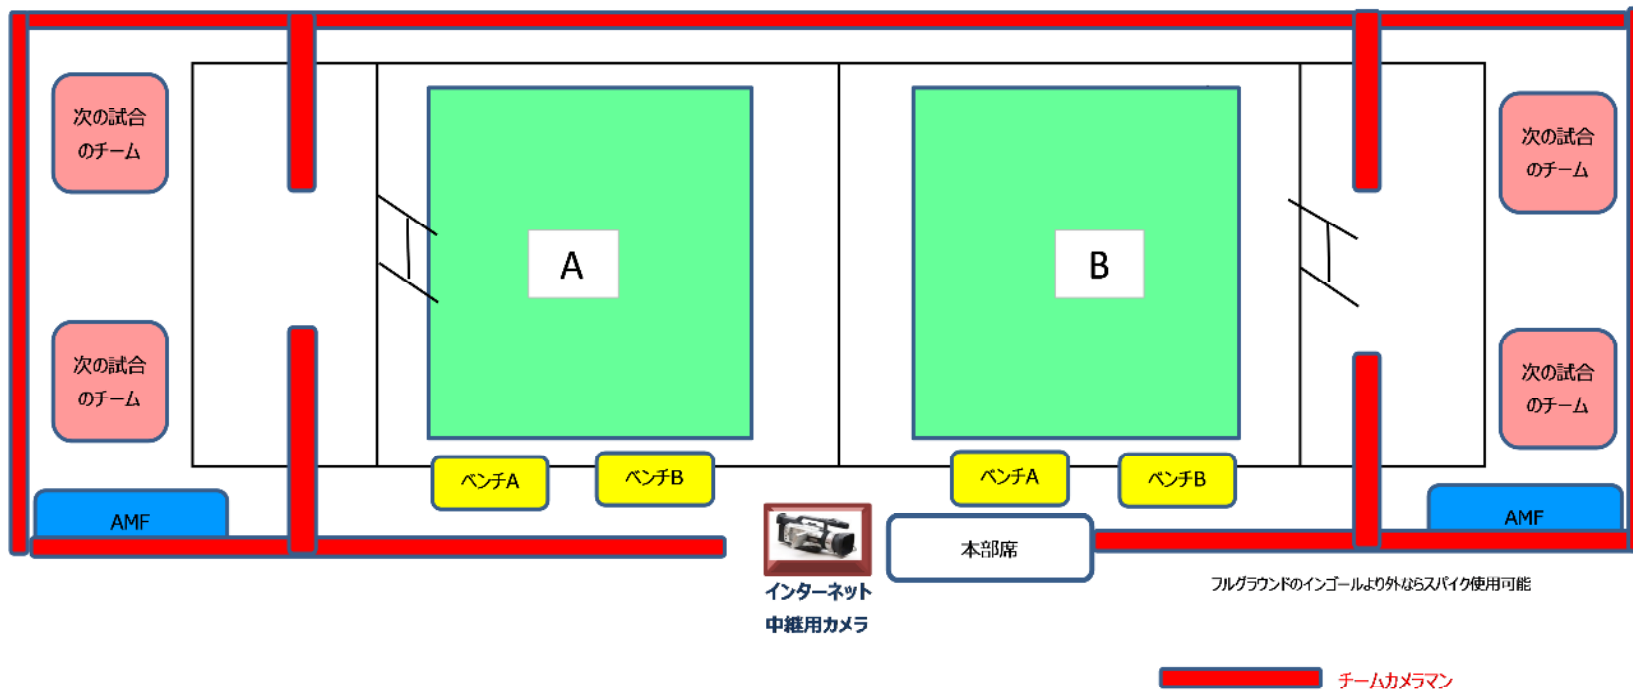 次の試合
のチーム
次の試合
のチーム
A
B
次の試合
のチーム
次の試合
のチーム
ベンチA
ベンチB
ベンチA
ベンチB
AMF
AMF
本部席
インターネット
中継用カメラ
フルグラウンドのインゴールより外ならスパイク使用可能
チームカメラマン